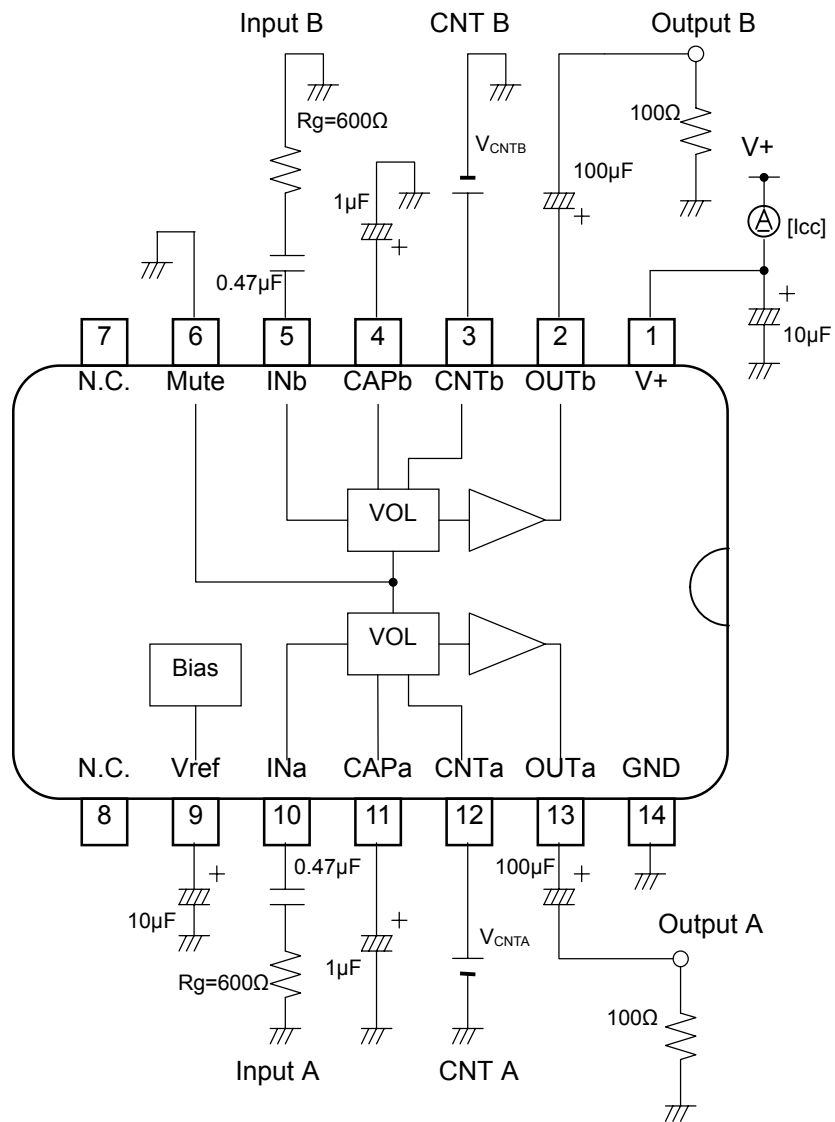 Input B
CNT B
Output B
Rg=600Ω
V_CNTB
100Ω
V+
1µF
+
100µF
+
A
[Icc]
0.47µF
+
10µF
7
6
5
4
3
2
1
N.C.
Mute
INb
CAPb
CNTb
OUTb
V+
VOL
VOL
Bias
N.C.
Vref
INa
CAPa
CNTa
OUTa
GND
8
9
10
11
12
13
14
+
10µF
0.47µF
+
100µF
+
Rg=600Ω
1µF
V_CNTA
Output A
100Ω
Input A
CNT A